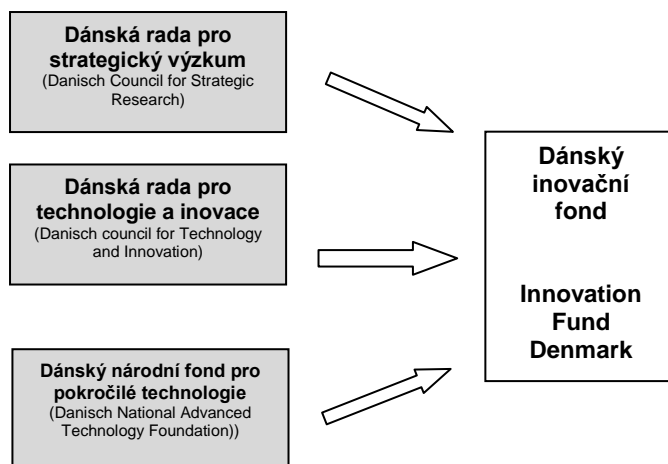 Dánská rada pro
strategický výzkum
(Danisch Council for Strategic
Research)
Dánská rada pro
technologie a inovace
(Danisch council for Technology
and Innovation)
Dánský národní fond pro
pokročilé technologie
(Danisch National Advanced
Technology Foundation))
Dánský
inovační
fond
Innovation
Fund
Denmark